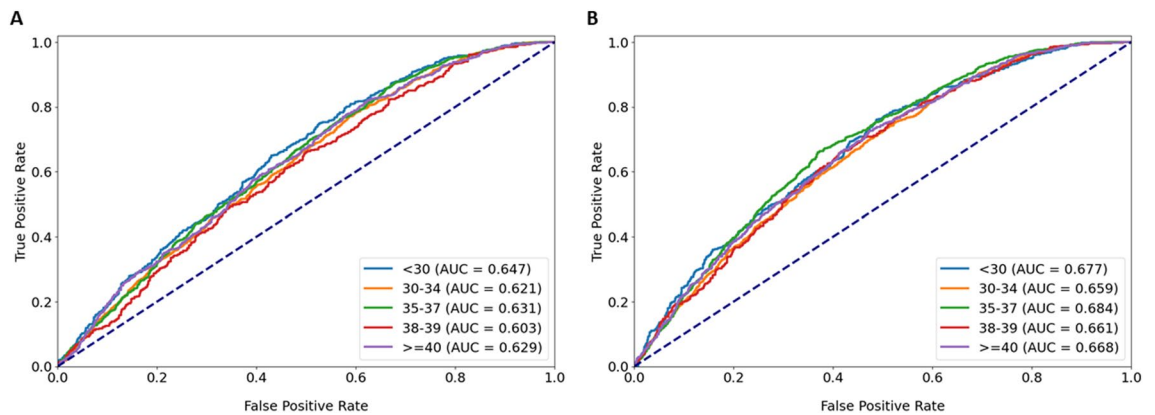 A
True Positive Rate
1.0
0.8
0.6
0.4
0.2
0.0
<30 (AUC = 0.647)
30-34 (AUC = 0.621)
35-37 (AUC = 0.631)
38-39 (AUC = 0.603)
>=40 (AUC = 0.629)
0.0 0.2 0.4 0.6 0.8 1.0
False Positive Rate
B
True Positive Rate
1.0
0.8
0.6
0.4
0.2
0.0
<30 (AUC = 0.677)
30-34 (AUC = 0.659)
35-37 (AUC = 0.684)
38-39 (AUC = 0.661)
>=40 (AUC = 0.668)
0.0 0.2 0.4 0.6 0.8 1.0
False Positive Rate